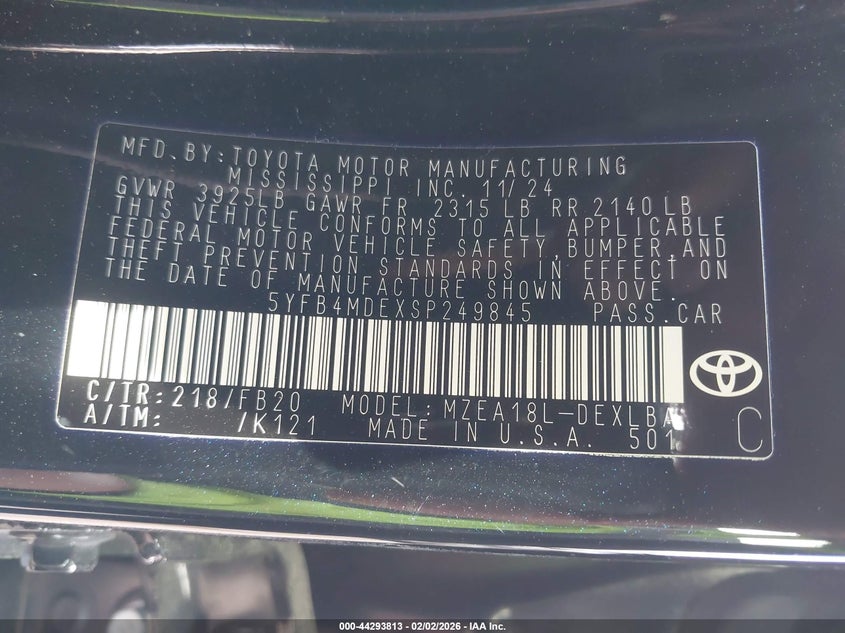 MFD.BY:TOYOTA MOTOR MANUFACTURING
MISSISSIPPI INC. 11/24
GVWR 3925LB GAWR FR 2315 LB RR 2140 LB
THIS VEHICLE CONFORMS TO ALL APPLICABLE
FEDERAL MOTOR VEHICLE SAFETY,BUMPER,AND
THEFT PREVENTION STANDARDS IN EFFECT ON
THE DATE OF MANUFACTURE SHOWN ABOVE.
5YFB4MDEXSP249845 PASS.CAR
C/TR:218/FB20 MODEL:MZEA18L-DEXLBA
A/TM: /K121 MADE IN U.S.A. 501
C
000-44293813 - 02/02/2026 - IAA Inc.